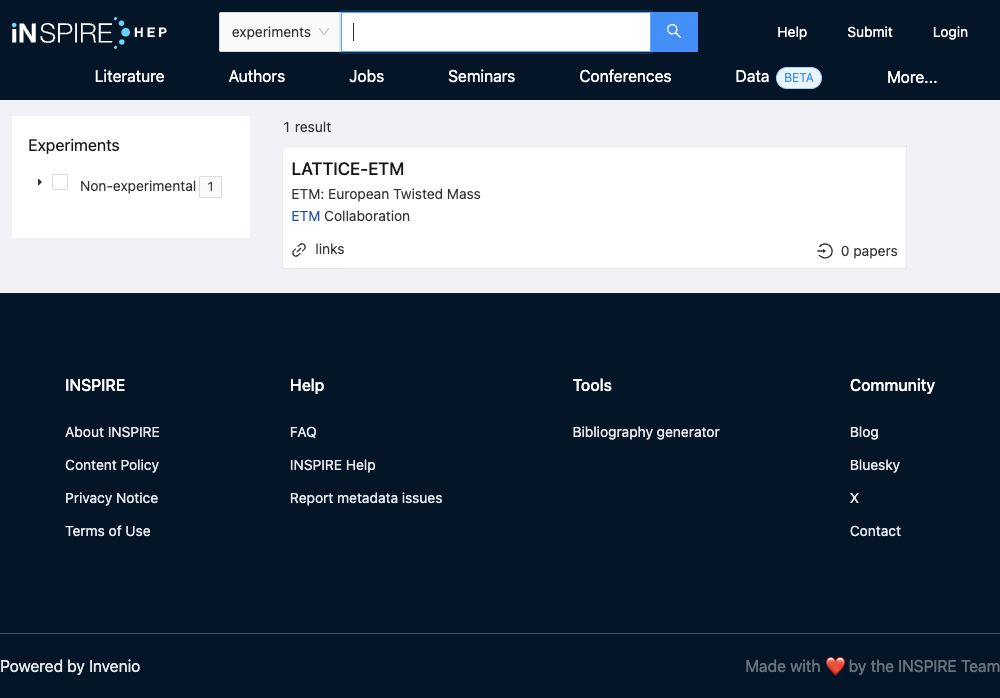 iNSPIRE HEP
experiments
Help Submit Login
Literature Authors Jobs Seminars Conferences Data BETA More...
Experiments
Non-experimental 1
1 result
LATTICE-ETM
ETM: European Twisted Mass
ETM Collaboration
links
0 papers
INSPIRE
About INSPIRE
Content Policy
Privacy Notice
Terms of Use
Help
FAQ
INSPIRE Help
Report metadata issues
Tools
Bibliography generator
Community
Blog
Bluesky
X
Contact
Powered by Invenio
Made with ❤️ by the INSPIRE Team